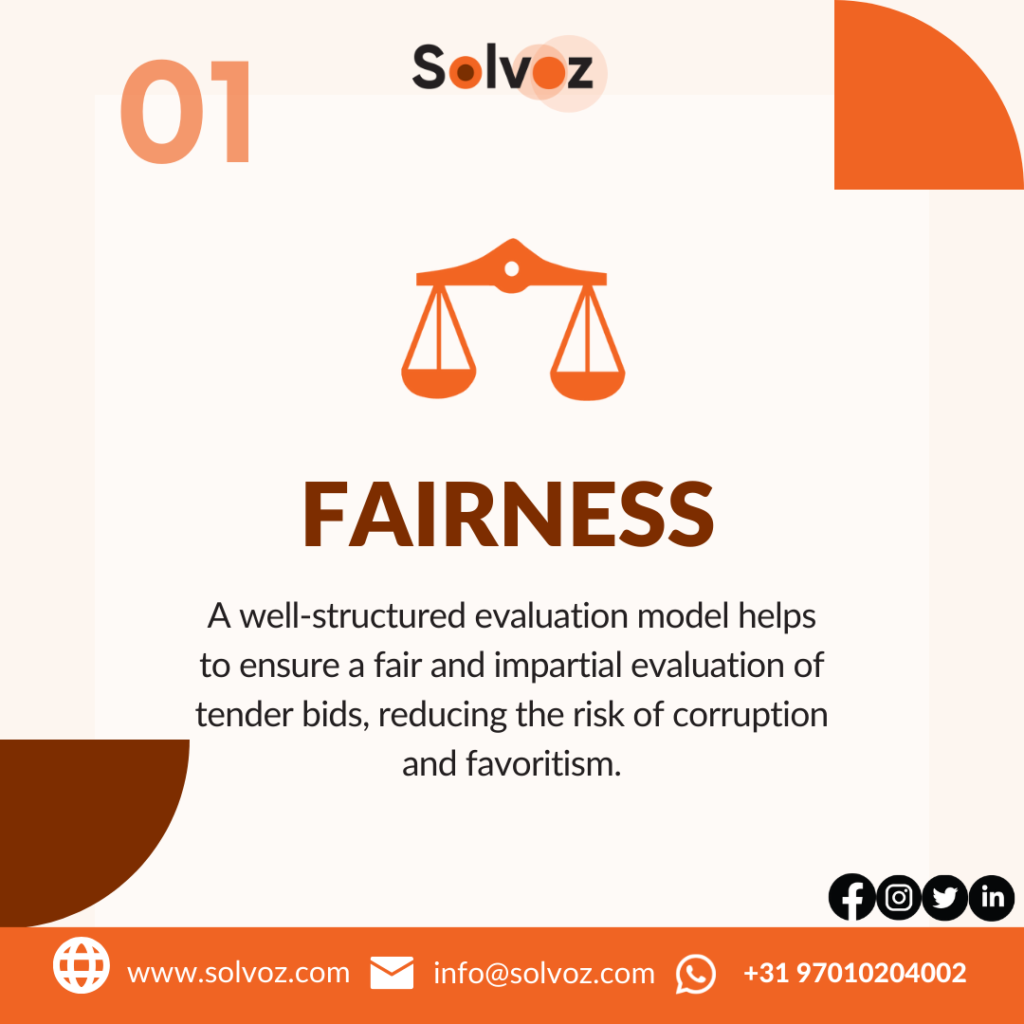 01
Solvoz
FAIRNESS
A well-structured evaluation model helps
to ensure a fair and impartial evaluation of
tender bids, reducing the risk of corruption
and favoritism.
www.solvoz.com
info@solvoz.com
+31 97010204002